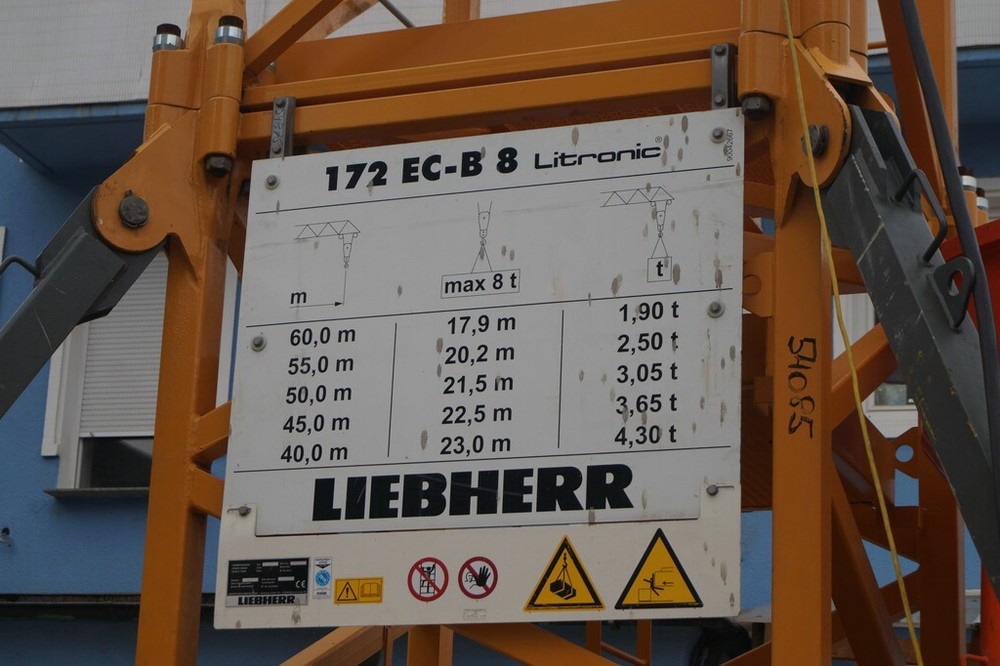 172 EC-B 8 Litronic®
m
max 8 t
t
60,0 m 17,9 m 1,90 t
55,0 m 20,2 m 2,50 t
50,0 m 21,5 m 3,05 t
45,0 m 22,5 m 3,65 t
40,0 m 23,0 m 4,30 t
LIEBHERR
CE
LIEBHERR
54085